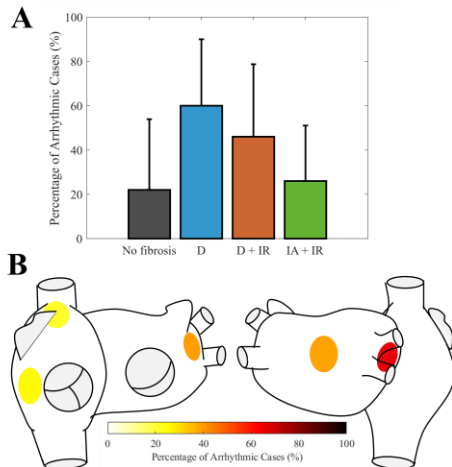 A
Percentage of Arrhythmic Cases (%)
100
80
60
40
20
0
No fibrosis D D + IR IA + IR
B
0 20 40 60 80 100
Percentage of Arrhythmic Cases (%)